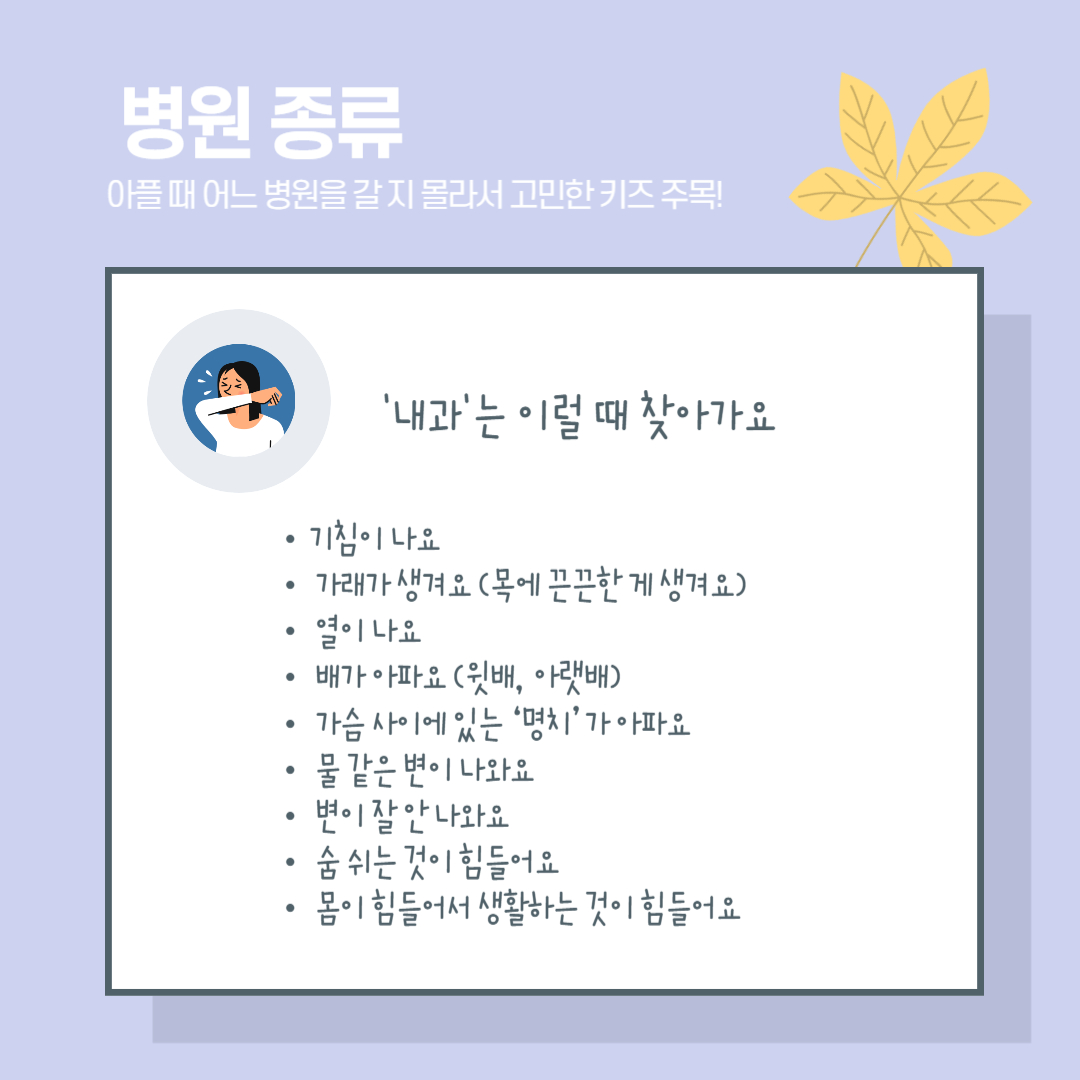 병원 종류
아플 때 어느 병원을 갈 지 몰라서 고민한 키즈 주목!
'내과'는 이럴 때 찾아가요
• 기침이 나요
• 가래가 생겨요 (목에 끈끈한 게 생겨요)
• 열이 나요
• 배가 아파요 (윗배, 아랫배)
• 가슴 사이에 있는 ‘명치’가 아파요
• 물 같은 변이 나와요
• 변이 잘 안 나와요
• 숨 쉬는 것이 힘들어요
• 몸이 힘들어서 생활하는 것이 힘들어요